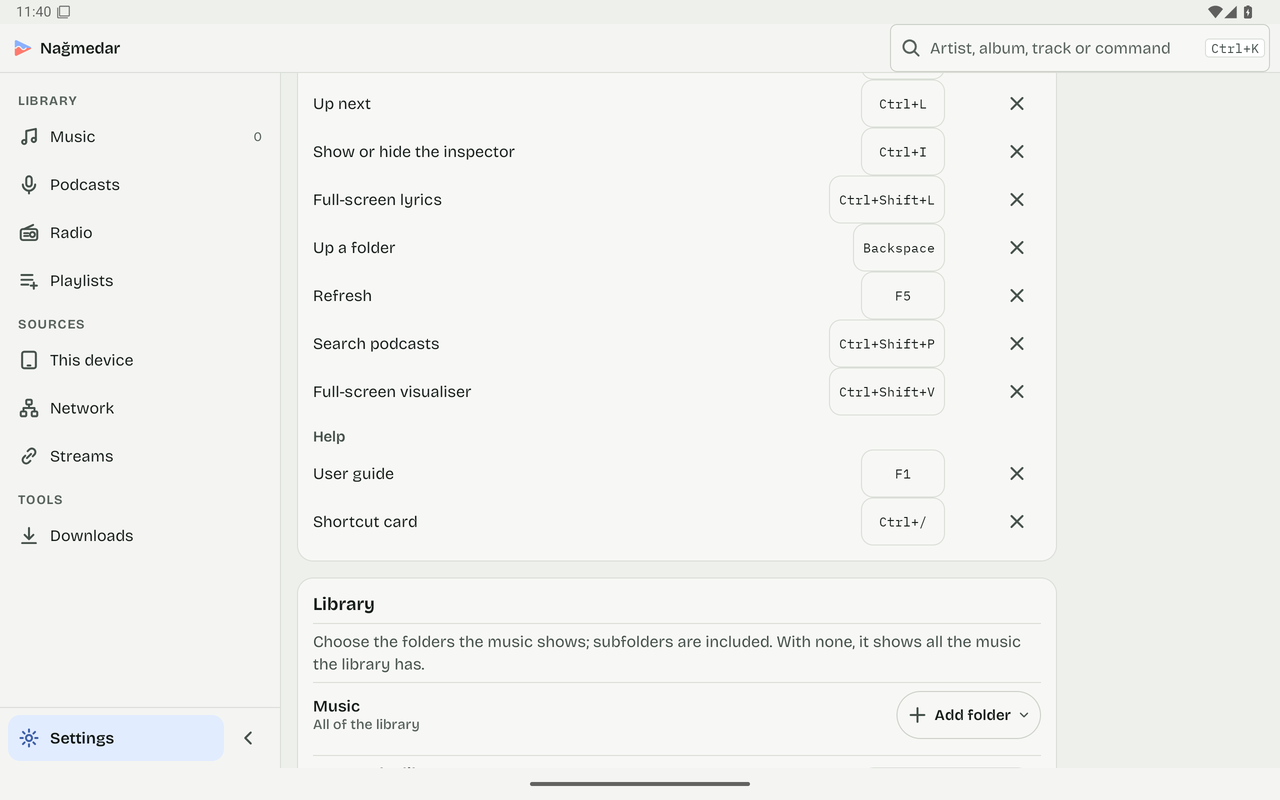 11:40
Nağmedar
Artist, album, track or command
Ctrl+K
LIBRARY
Music
0
Podcasts
Radio
Playlists
SOURCES
This device
Network
Streams
TOOLS
Downloads
Settings
Up next
Ctrl+L
Show or hide the inspector
Ctrl+I
Full-screen lyrics
Ctrl+Shift+L
Up a folder
Backspace
Refresh
F5
Search podcasts
Ctrl+Shift+P
Full-screen visualiser
Ctrl+Shift+V
Help
User guide
F1
Shortcut card
Ctrl+/
Library
Choose the folders the music shows; subfolders are included. With none, it shows all the music
the library has.
Music
All of the library
Add folder